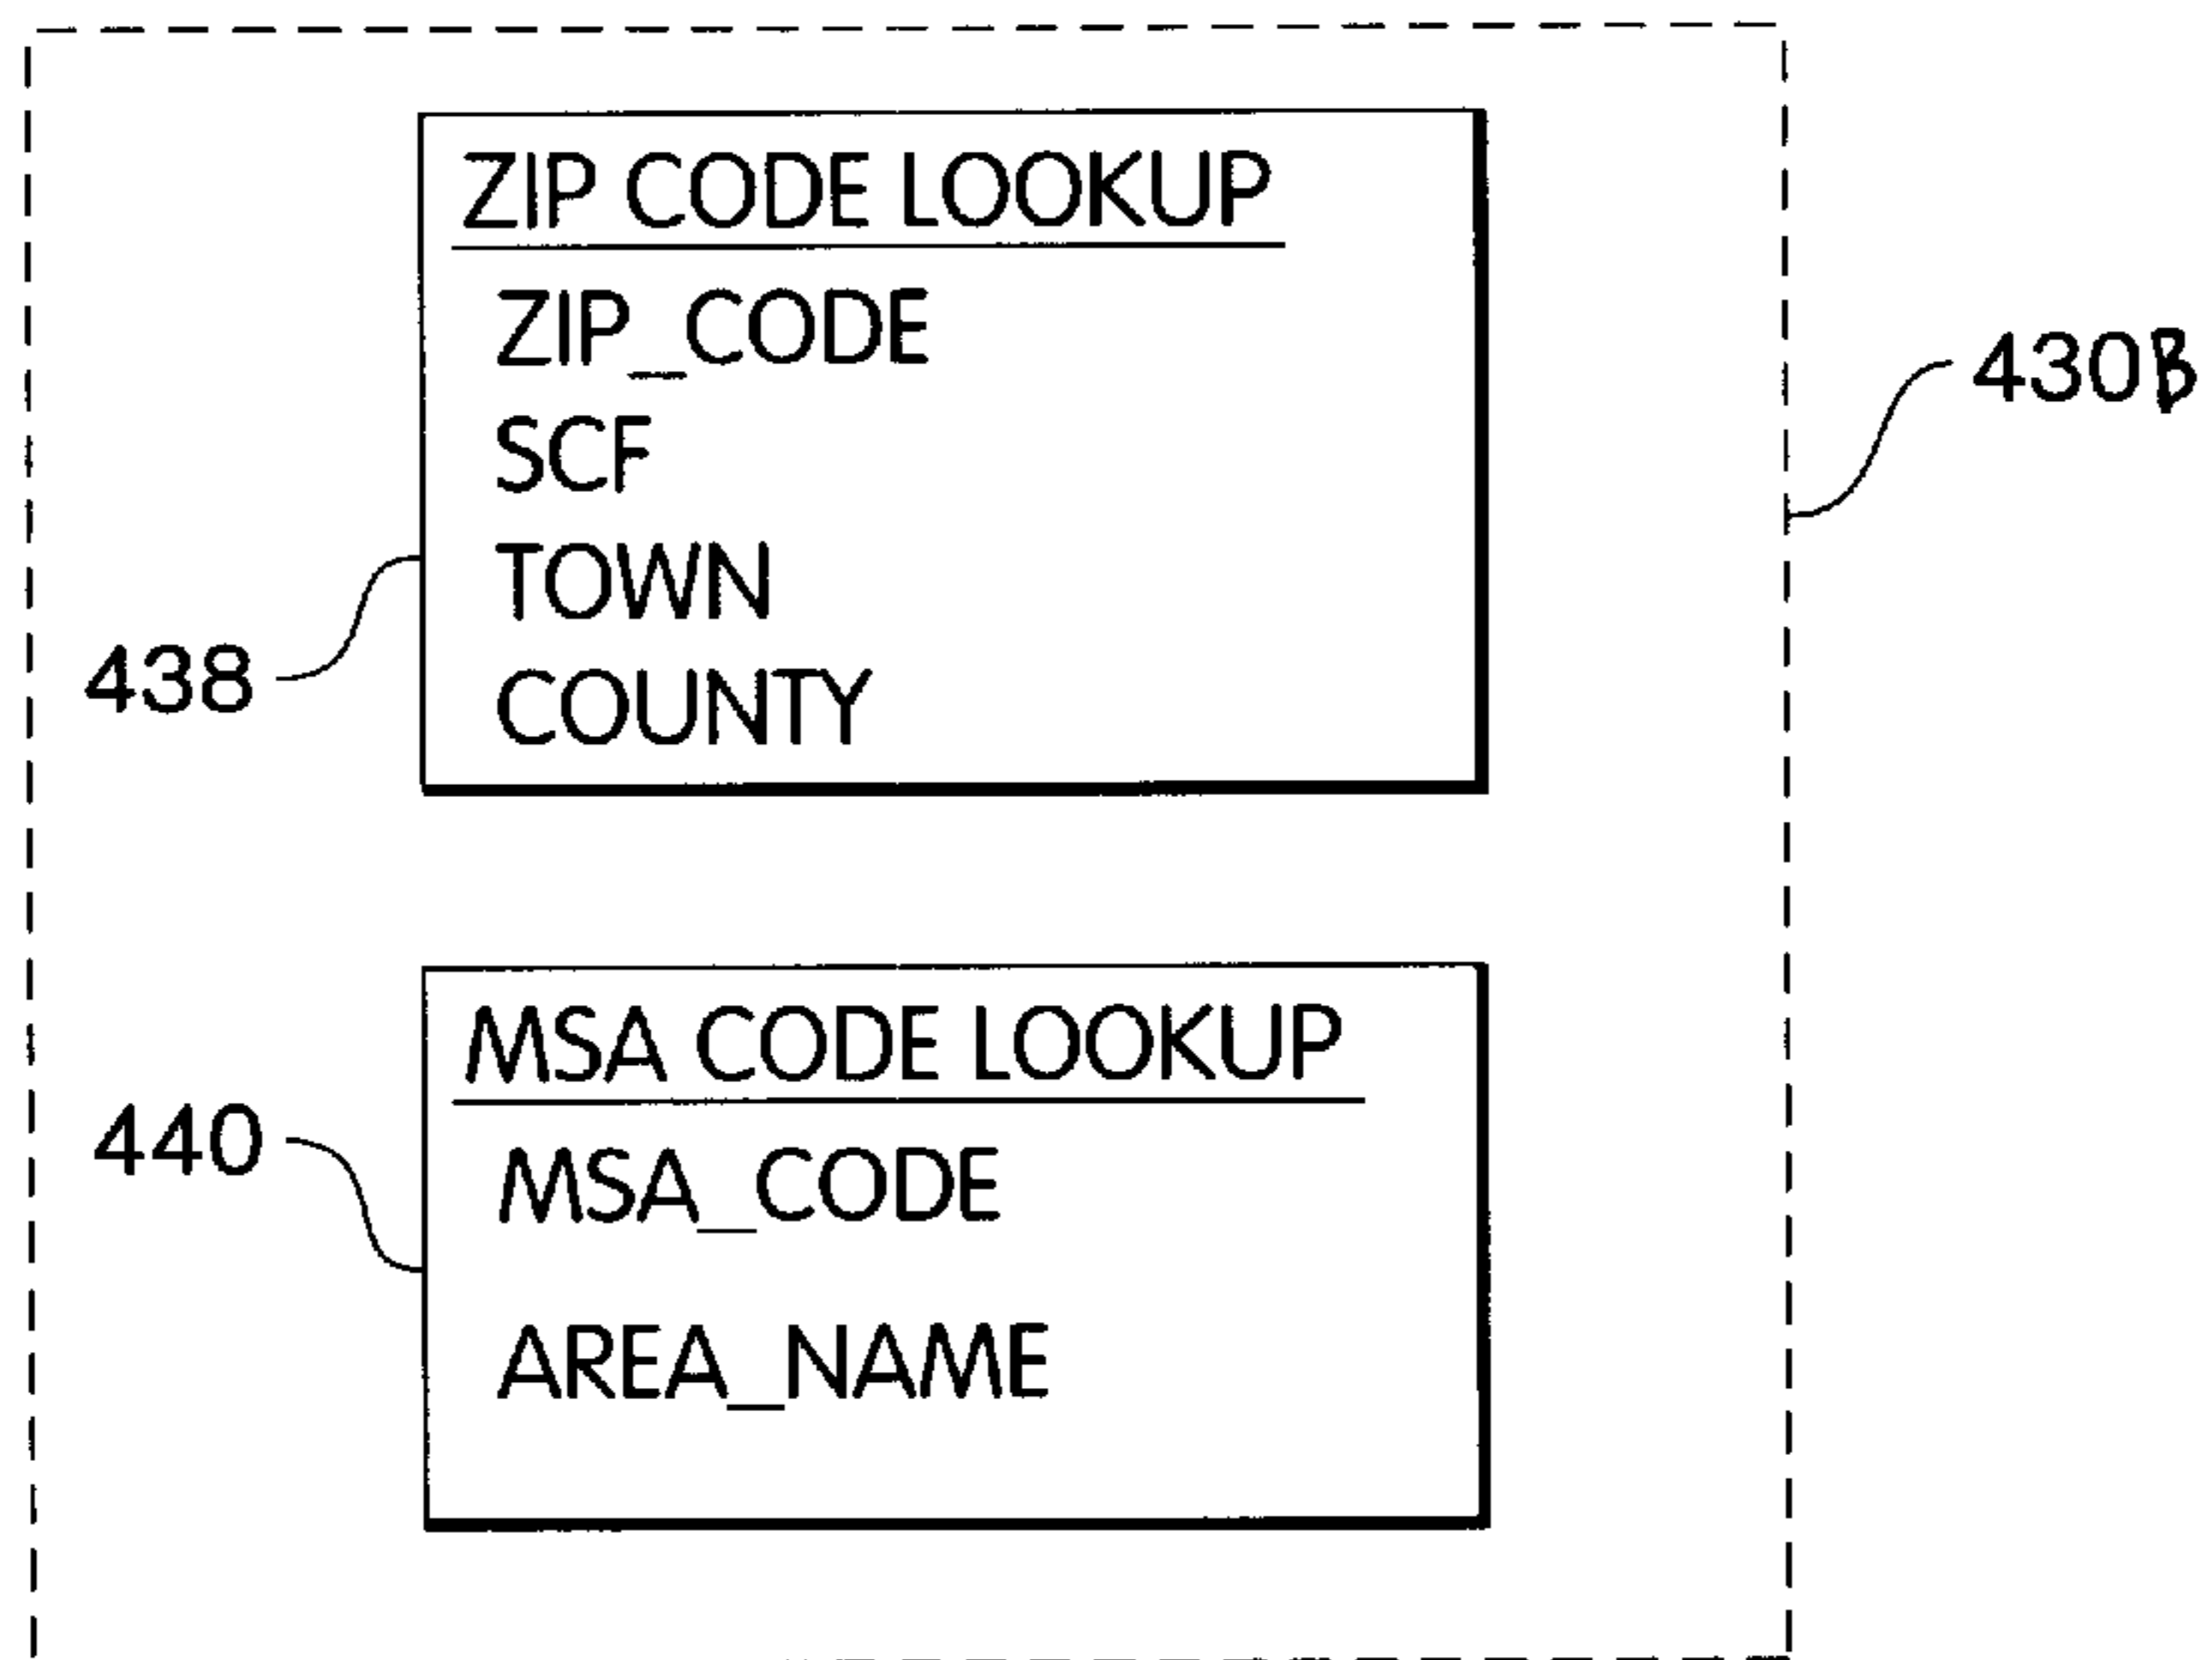 ZIP CODE LOOKUP
ZIP_CODE
SCF
TOWN
COUNTY
438
430B
MSA CODE LOOKUP
MSA_CODE
AREA_NAME
440